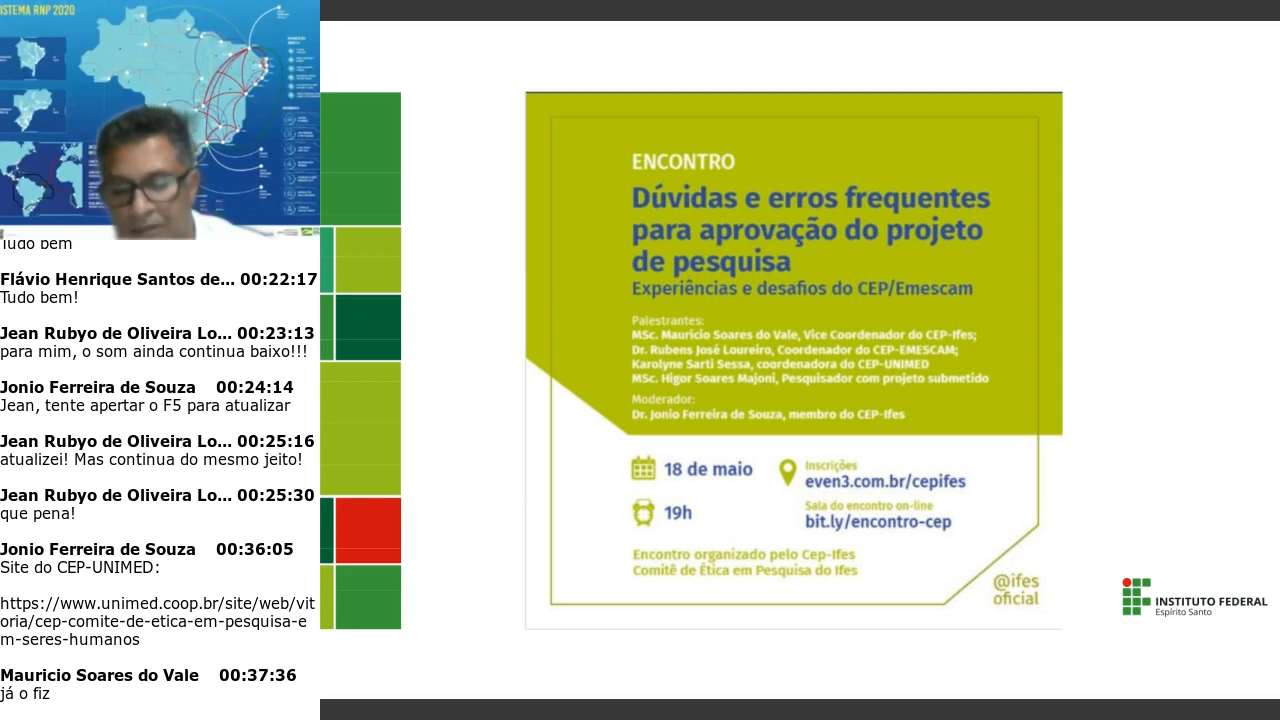 ISTEMA RNP 2020
Tudo bem
Flávio Henrique Santos de... 00:22:17
Tudo bem!
Jean Rubyo de Oliveira Lo... 00:23:13
para mim, o som ainda continua baixo!!!
Jonio Ferreira de Souza 00:24:14
Jean, tente apertar o F5 para atualizar
Jean Rubyo de Oliveira Lo... 00:25:16
atualizei! Mas continua do mesmo jeito!
Jean Rubyo de Oliveira Lo... 00:25:30
que pena!
Jonio Ferreira de Souza 00:36:05
Site do CEP-UNIMED:
https://www.unimed.coop.br/site/web/vit
oria/cep-comite-de-etica-em-pesquisa-e
m-seres-humanos
Mauricio Soares do Vale 00:37:36
já o fiz
ENCONTRO
Dúvidas e erros frequentes
para aprovação do projeto
de pesquisa
Experiências e desafios do CEP/Emescam
Palestrantes:
MSc. Mauricio Soares do Vale, Vice Coordenador do CEP-Ifes;
Dr. Rubens José Loureiro, Coordenador do CEP-EMESCAM;
Karolyne Sarti Sessa, coordenadora do CEP-UNIMED
MSc. Higor Soares Majoni, Pesquisador com projeto submetido
Moderador:
Dr. Jonio Ferreira de Souza, membro do CEP-Ifes
18 de maio
19h
Inscrições
even3.com.br/cepifes
Sala do encontro on-line
bit.ly/encontro-cep
Encontro organizado pelo Cep-Ifes
Comitê de Ética em Pesquisa do Ifes
@ifes
oficial
INSTITUTO FEDERAL
Espírito Santo